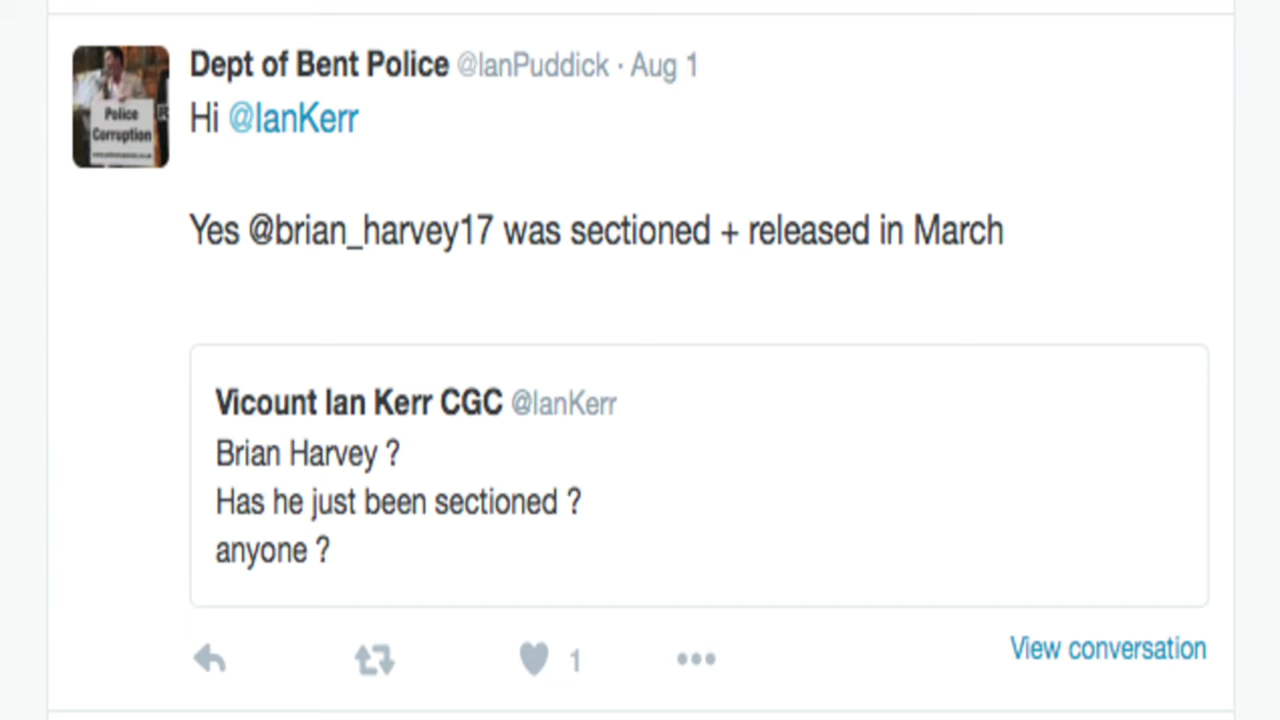 Dept of Bent Police @IanPuddick · Aug 1
Hi @IanKerr
Police
Corruption
Yes @brian_harvey17 was sectioned + released in March
Vicount Ian Kerr CGC @IanKerr
Brian Harvey ?
Has he just been sectioned ?
anyone ?
1
View conversation